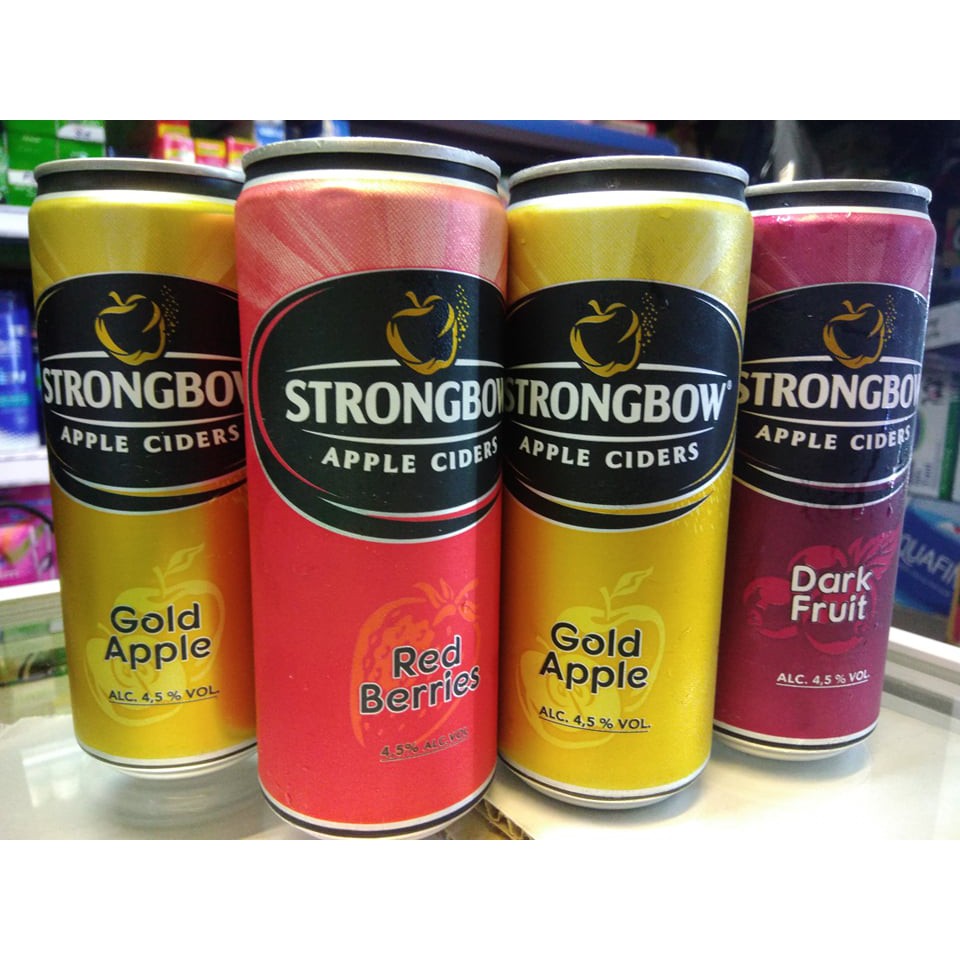 STRONGBOW
APPLE CIDERS
Gold
Apple
ALC. 4,5 % VOL.
STRONGBOW
APPLE CIDERS
Red
Berries
4,5% ALC. VOL.
STRONGBOW®
APPLE CIDERS
Gold
Apple
ALC. 4,5 % VOL.
STRONGBOW
APPLE CIDERS
Dark
Fruit
ALC. 4,5 % VOL.
AQUAFIN